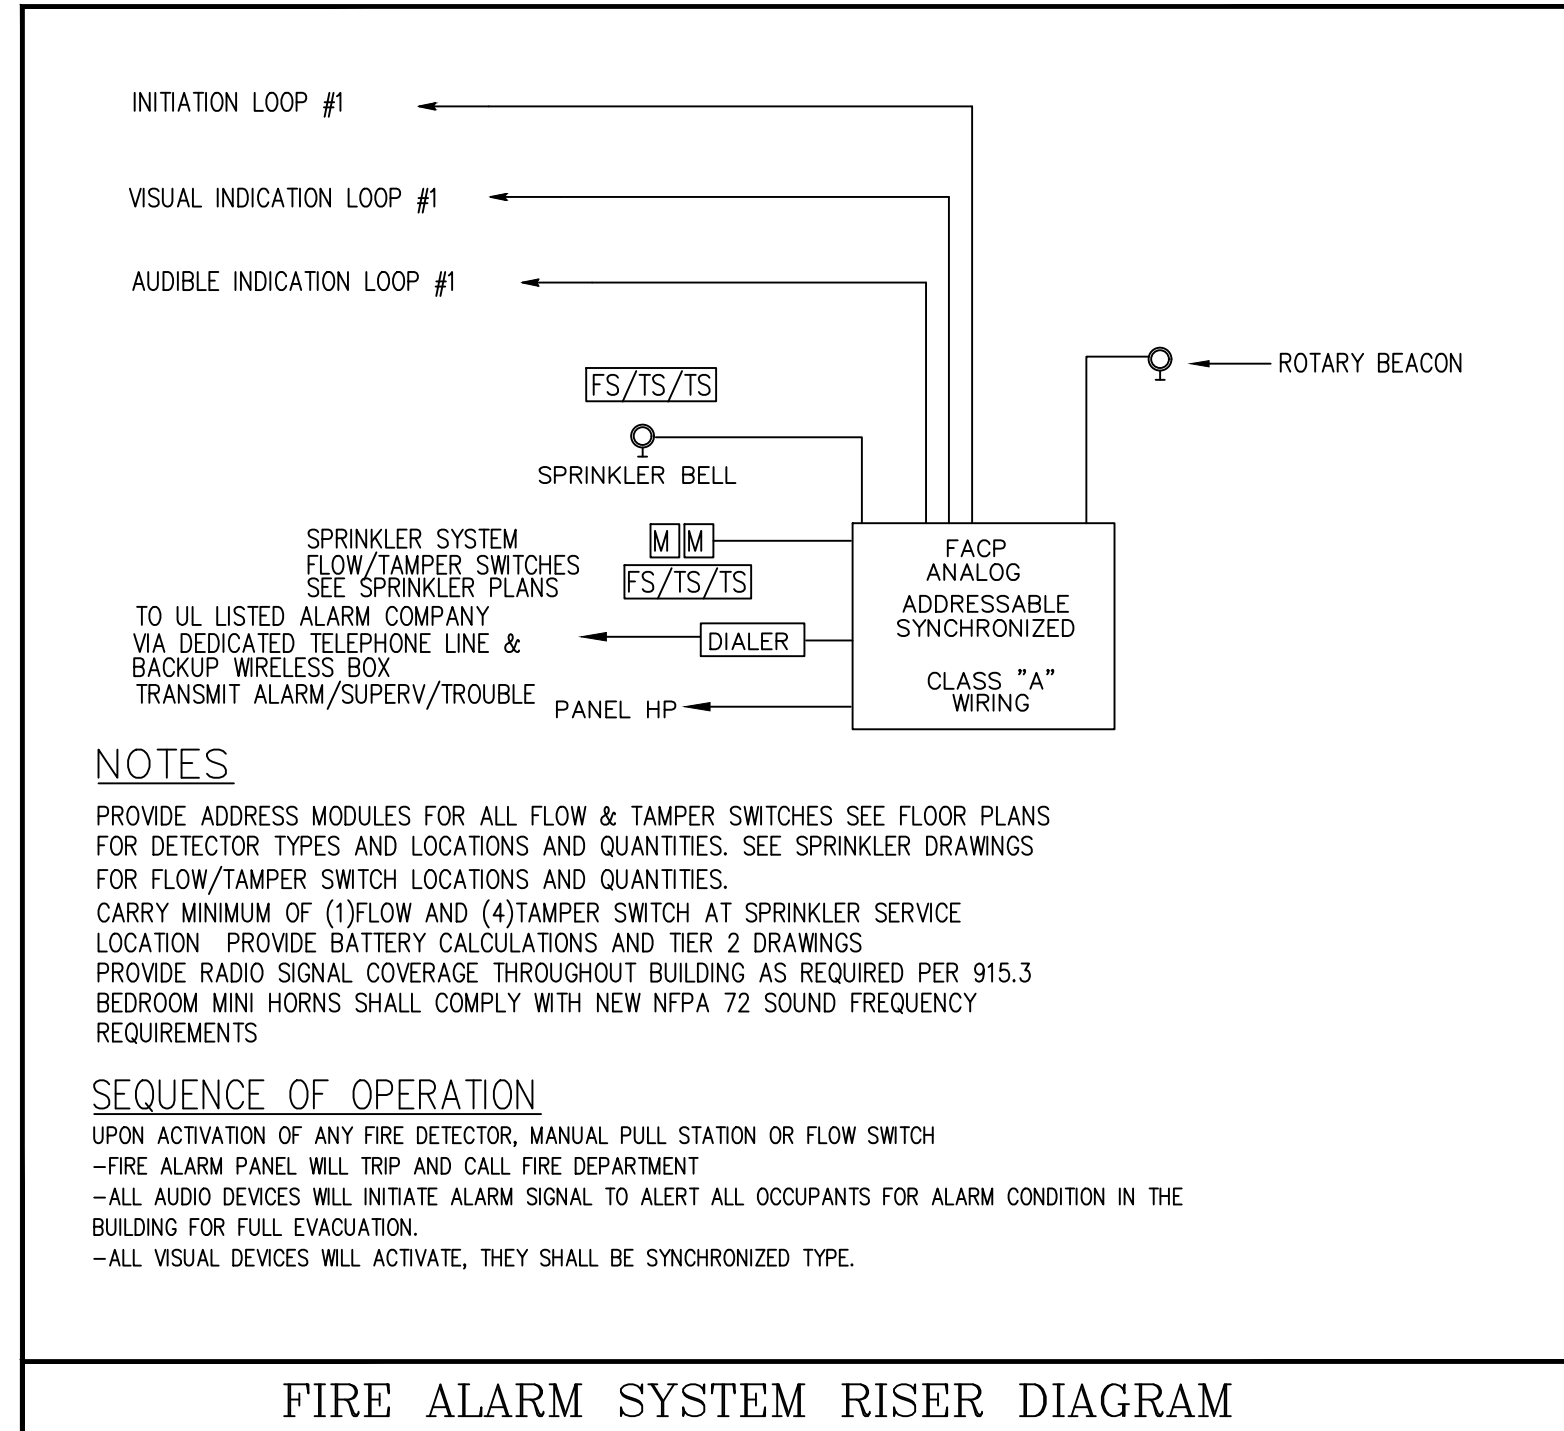 INITIATION LOOP #1
VISUAL INDICATION LOOP #1
AUDIBLE INDICATION LOOP #1
ROTARY BEACON
FS/TS/TS
SPRINKLER BELL
SPRINKLER SYSTEM
FLOW/TAMPER SWITCHES
SEE SPRINKLER PLANS
M M
FS/TS/TS
TO UL LISTED ALARM COMPANY
VIA DEDICATED TELEPHONE LINE &
BACKUP WIRELESS BOX
TRANSMIT ALARM/SUPERV/TROUBLE
DIALER
PANEL HP
FACP
ANALOG
ADDRESSABLE
SYNCHRONIZED
CLASS "A"
WIRING
NOTES
PROVIDE ADDRESS MODULES FOR ALL FLOW & TAMPER SWITCHES SEE FLOOR PLANS
FOR DETECTOR TYPES AND LOCATIONS AND QUANTITIES. SEE SPRINKLER DRAWINGS
FOR FLOW/TAMPER SWITCH LOCATIONS AND QUANTITIES.
CARRY MINIMUM OF (1)FLOW AND (4)TAMPER SWITCH AT SPRINKLER SERVICE
LOCATION PROVIDE BATTERY CALCULATIONS AND TIER 2 DRAWINGS
PROVIDE RADIO SIGNAL COVERAGE THROUGHOUT BUILDING AS REQUIRED PER 915.3
BEDROOM MINI HORNS SHALL COMPLY WITH NEW NFPA 72 SOUND FREQUENCY
REQUIREMENTS
SEQUENCE OF OPERATION
UPON ACTIVATION OF ANY FIRE DETECTOR, MANUAL PULL STATION OR FLOW SWITCH
-FIRE ALARM PANEL WILL TRIP AND CALL FIRE DEPARTMENT
-ALL AUDIO DEVICES WILL INITIATE ALARM SIGNAL TO ALERT ALL OCCUPANTS FOR ALARM CONDITION IN THE
BUILDING FOR FULL EVACUATION.
-ALL VISUAL DEVICES WILL ACTIVATE, THEY SHALL BE SYNCHRONIZED TYPE.
FIRE ALARM SYSTEM RISER DIAGRAM